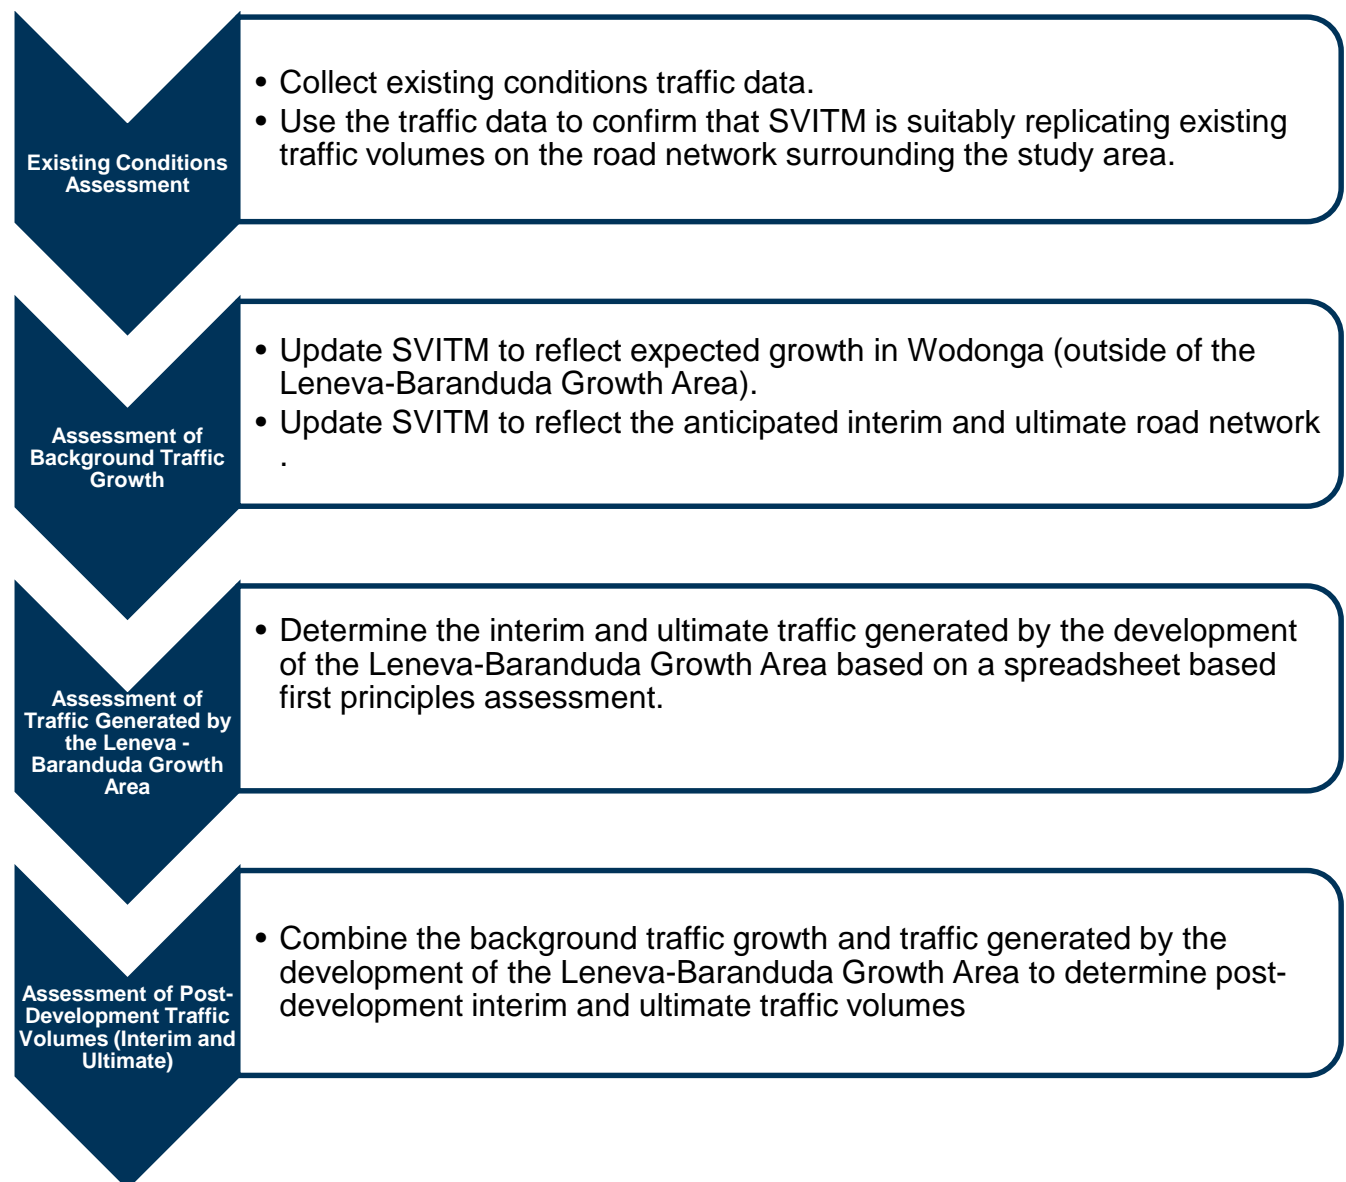 Existing Conditions
Assessment
• Collect existing conditions traffic data.
• Use the traffic data to confirm that SVITM is suitably replicating existing
traffic volumes on the road network surrounding the study area.
Assessment of
Background Traffic
Growth
• Update SVITM to reflect expected growth in Wodonga (outside of the
Leneva-Baranduda Growth Area).
• Update SVITM to reflect the anticipated interim and ultimate road network
.
Assessment of
Traffic Generated by
the Leneva -
Baranduda Growth
Area
• Determine the interim and ultimate traffic generated by the development
of the Leneva-Baranduda Growth Area based on a spreadsheet based
first principles assessment.
Assessment of Post-
Development Traffic
Volumes (Interim and
Ultimate)
• Combine the background traffic growth and traffic generated by the
development of the Leneva-Baranduda Growth Area to determine post-
development interim and ultimate traffic volumes